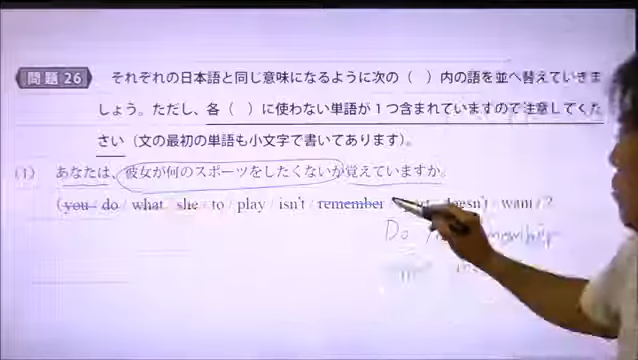 問題26 それぞれの日本語と同じ意味になるように次の( )内の語を並べ替えていきま
しょう。ただし、各( )に使わない単語が1つ含まれていますので注意してくだ
さい(文の最初の単語も小文字で書いてあります)。
(1) あなたは、彼女が何のスポーツをしたくないか覚えていますか。
(you / do / what / she / to / play / isn't / remember / doesn't / want / ?
Do